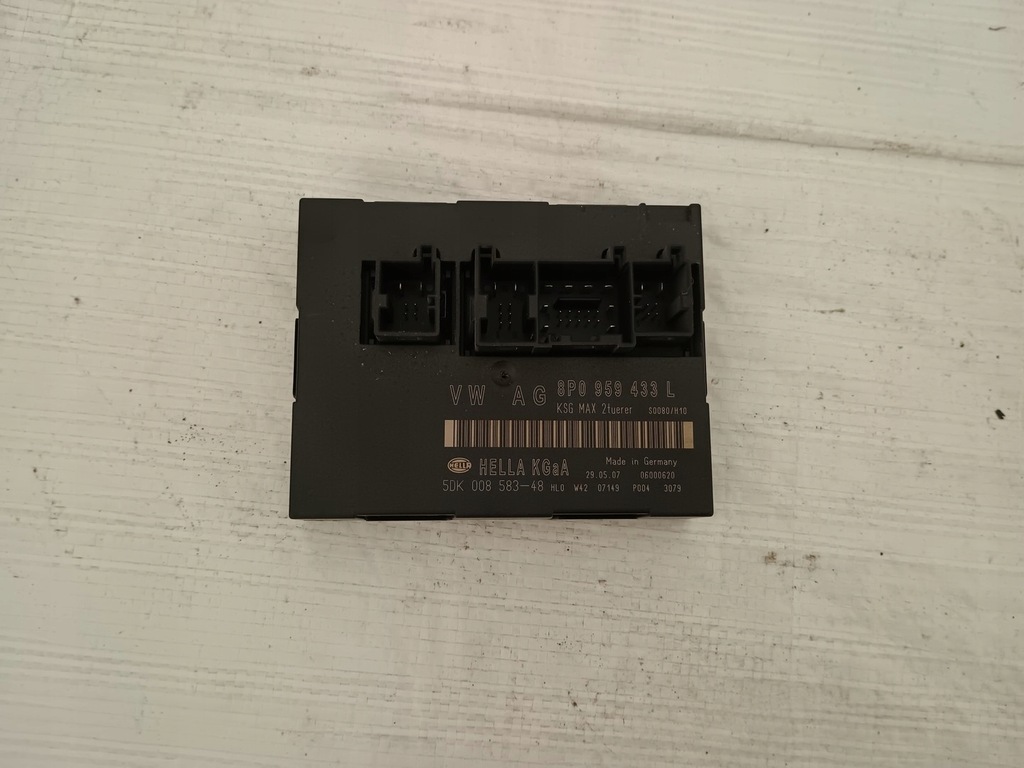 VW AG 8P0 959 433 L
KSG MAX 2tuerer S0080/H10
HELLA HELLA KGaA Made in Germany
29.05.07 06000620
5DK 008 583-48 HL0 W42 07149 P004 3079